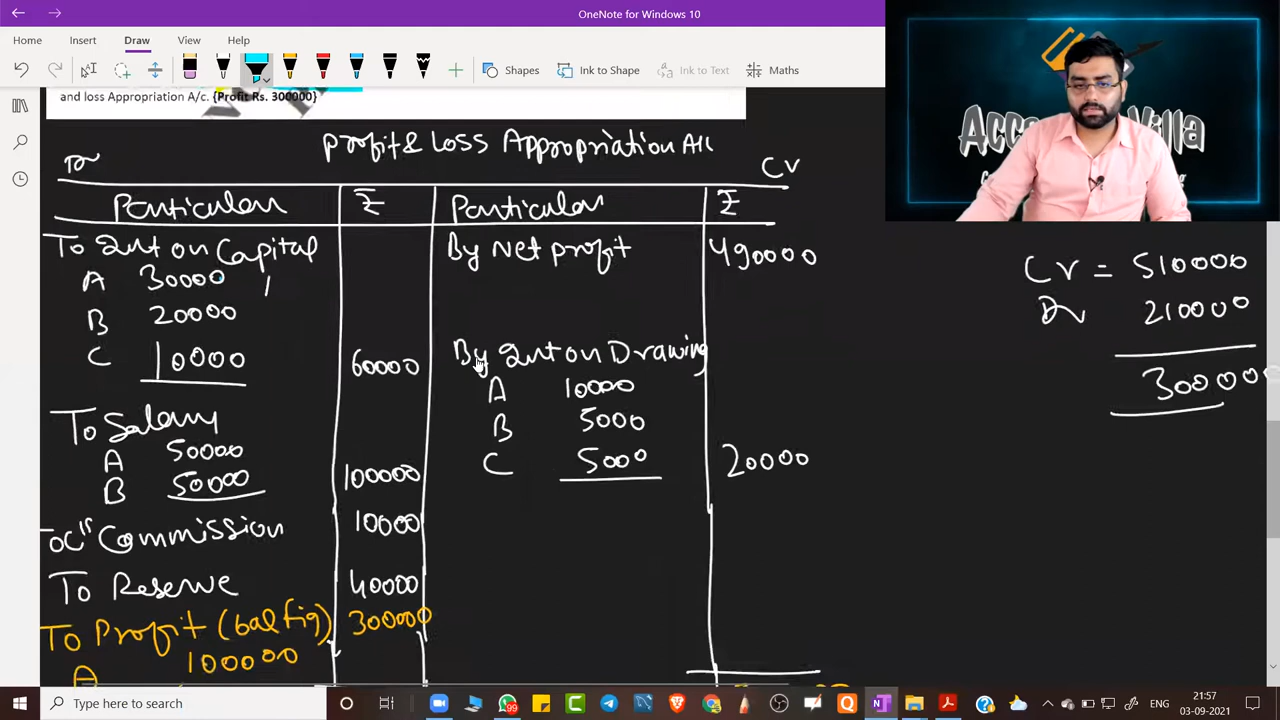 OneNote for Windows 10
Home Insert Draw View Help
Shapes Ink to Shape Ink to Text Maths
and loss Appropriation A/c. {Profit Rs. 300000}
Profit & Loss Appropriation A/c
Dr Cr
Particular ₹ Particular ₹
To Int on Capital By Net profit 490000
A 30000
B 20000
C 10000 60000 By Int on Drawing
A 10000
B 5000
C 5000 20000
To Salary
A 50000
B 50000 100000
To C's Commission 10000
To Reserve 40000
To Profit (bal fig) 300000
A 100000
Cr = 510000
Dr 210000
300000
Villa
Type here to search
99
ENG
21:57
03-09-2021